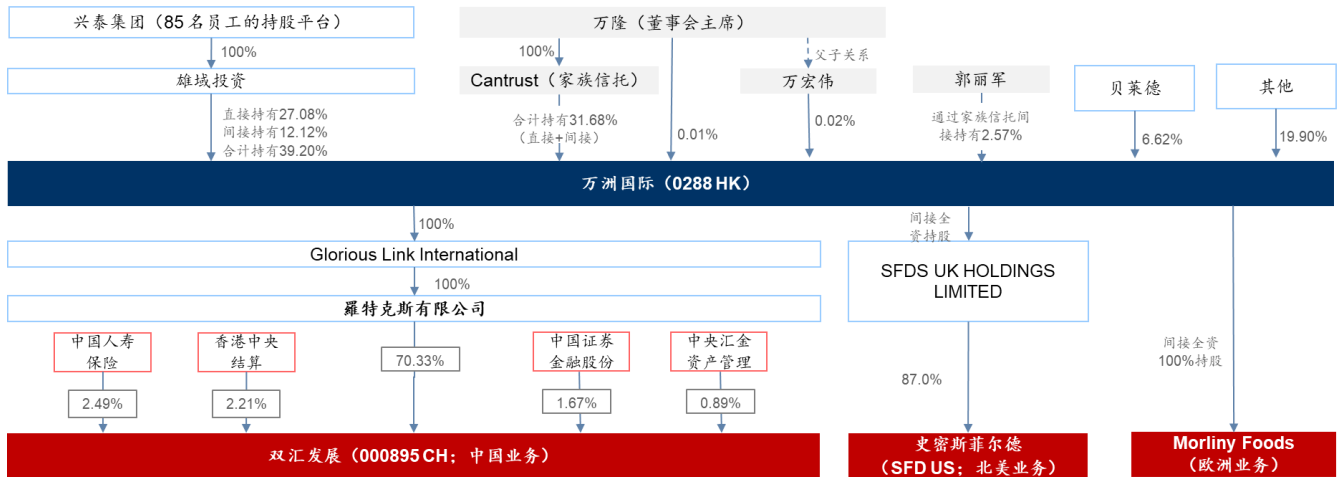 兴泰集团（85 名员工的持股平台）
万隆（董事会主席）
100%
100%
父子关系
雄域投资
Cantrust（家族信托）
万宏伟
郭丽军
贝莱德
其他
直接持有27.08%
间接持有12.12%
合计持有39.20%
合计持有31.68%
（直接+间接）
0.01%
0.02%
通过家族信托间
接持有2.57%
6.62%
19.90%
万洲国际（0288 HK）
100%
间接全
资持股
Glorious Link International
100%
羅特克斯有限公司
SFDS UK HOLDINGS
LIMITED
中国人寿
保险
香港中央
结算
70.33%
中国证券
金融股份
中央汇金
资产管理
间接全资
100%持股
2.49%
2.21%
1.67%
0.89%
87.0%
双汇发展（000895 CH；中国业务）
史密斯菲尔德
（SFD US；北美业务）
Morliny Foods
（欧洲业务）